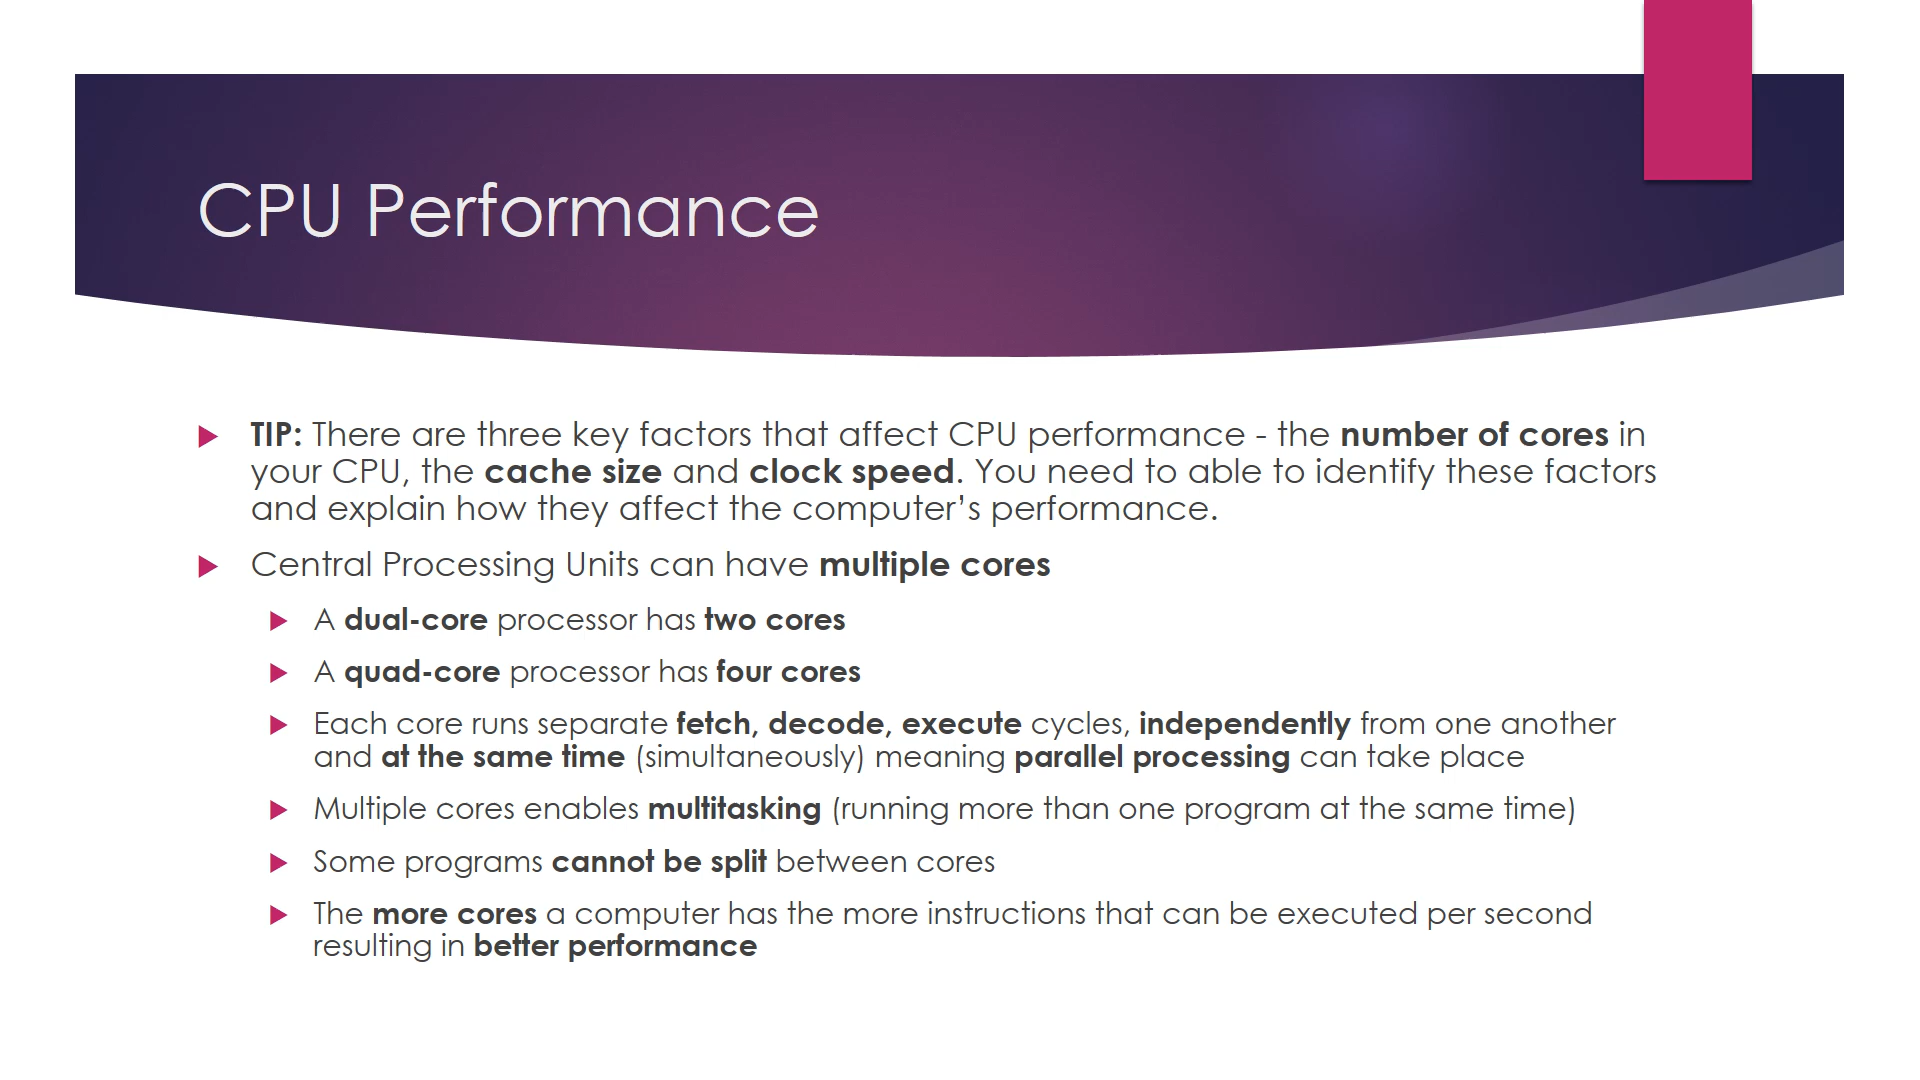 CPU Performance
TIP: There are three key factors that affect CPU performance - the number of cores in
your CPU, the cache size and clock speed. You need to able to identify these factors
and explain how they affect the computer’s performance.
Central Processing Units can have multiple cores
A dual-core processor has two cores
A quad-core processor has four cores
Each core runs separate fetch, decode, execute cycles, independently from one another
and at the same time (simultaneously) meaning parallel processing can take place
Multiple cores enables multitasking (running more than one program at the same time)
Some programs cannot be split between cores
The more cores a computer has the more instructions that can be executed per second
resulting in better performance